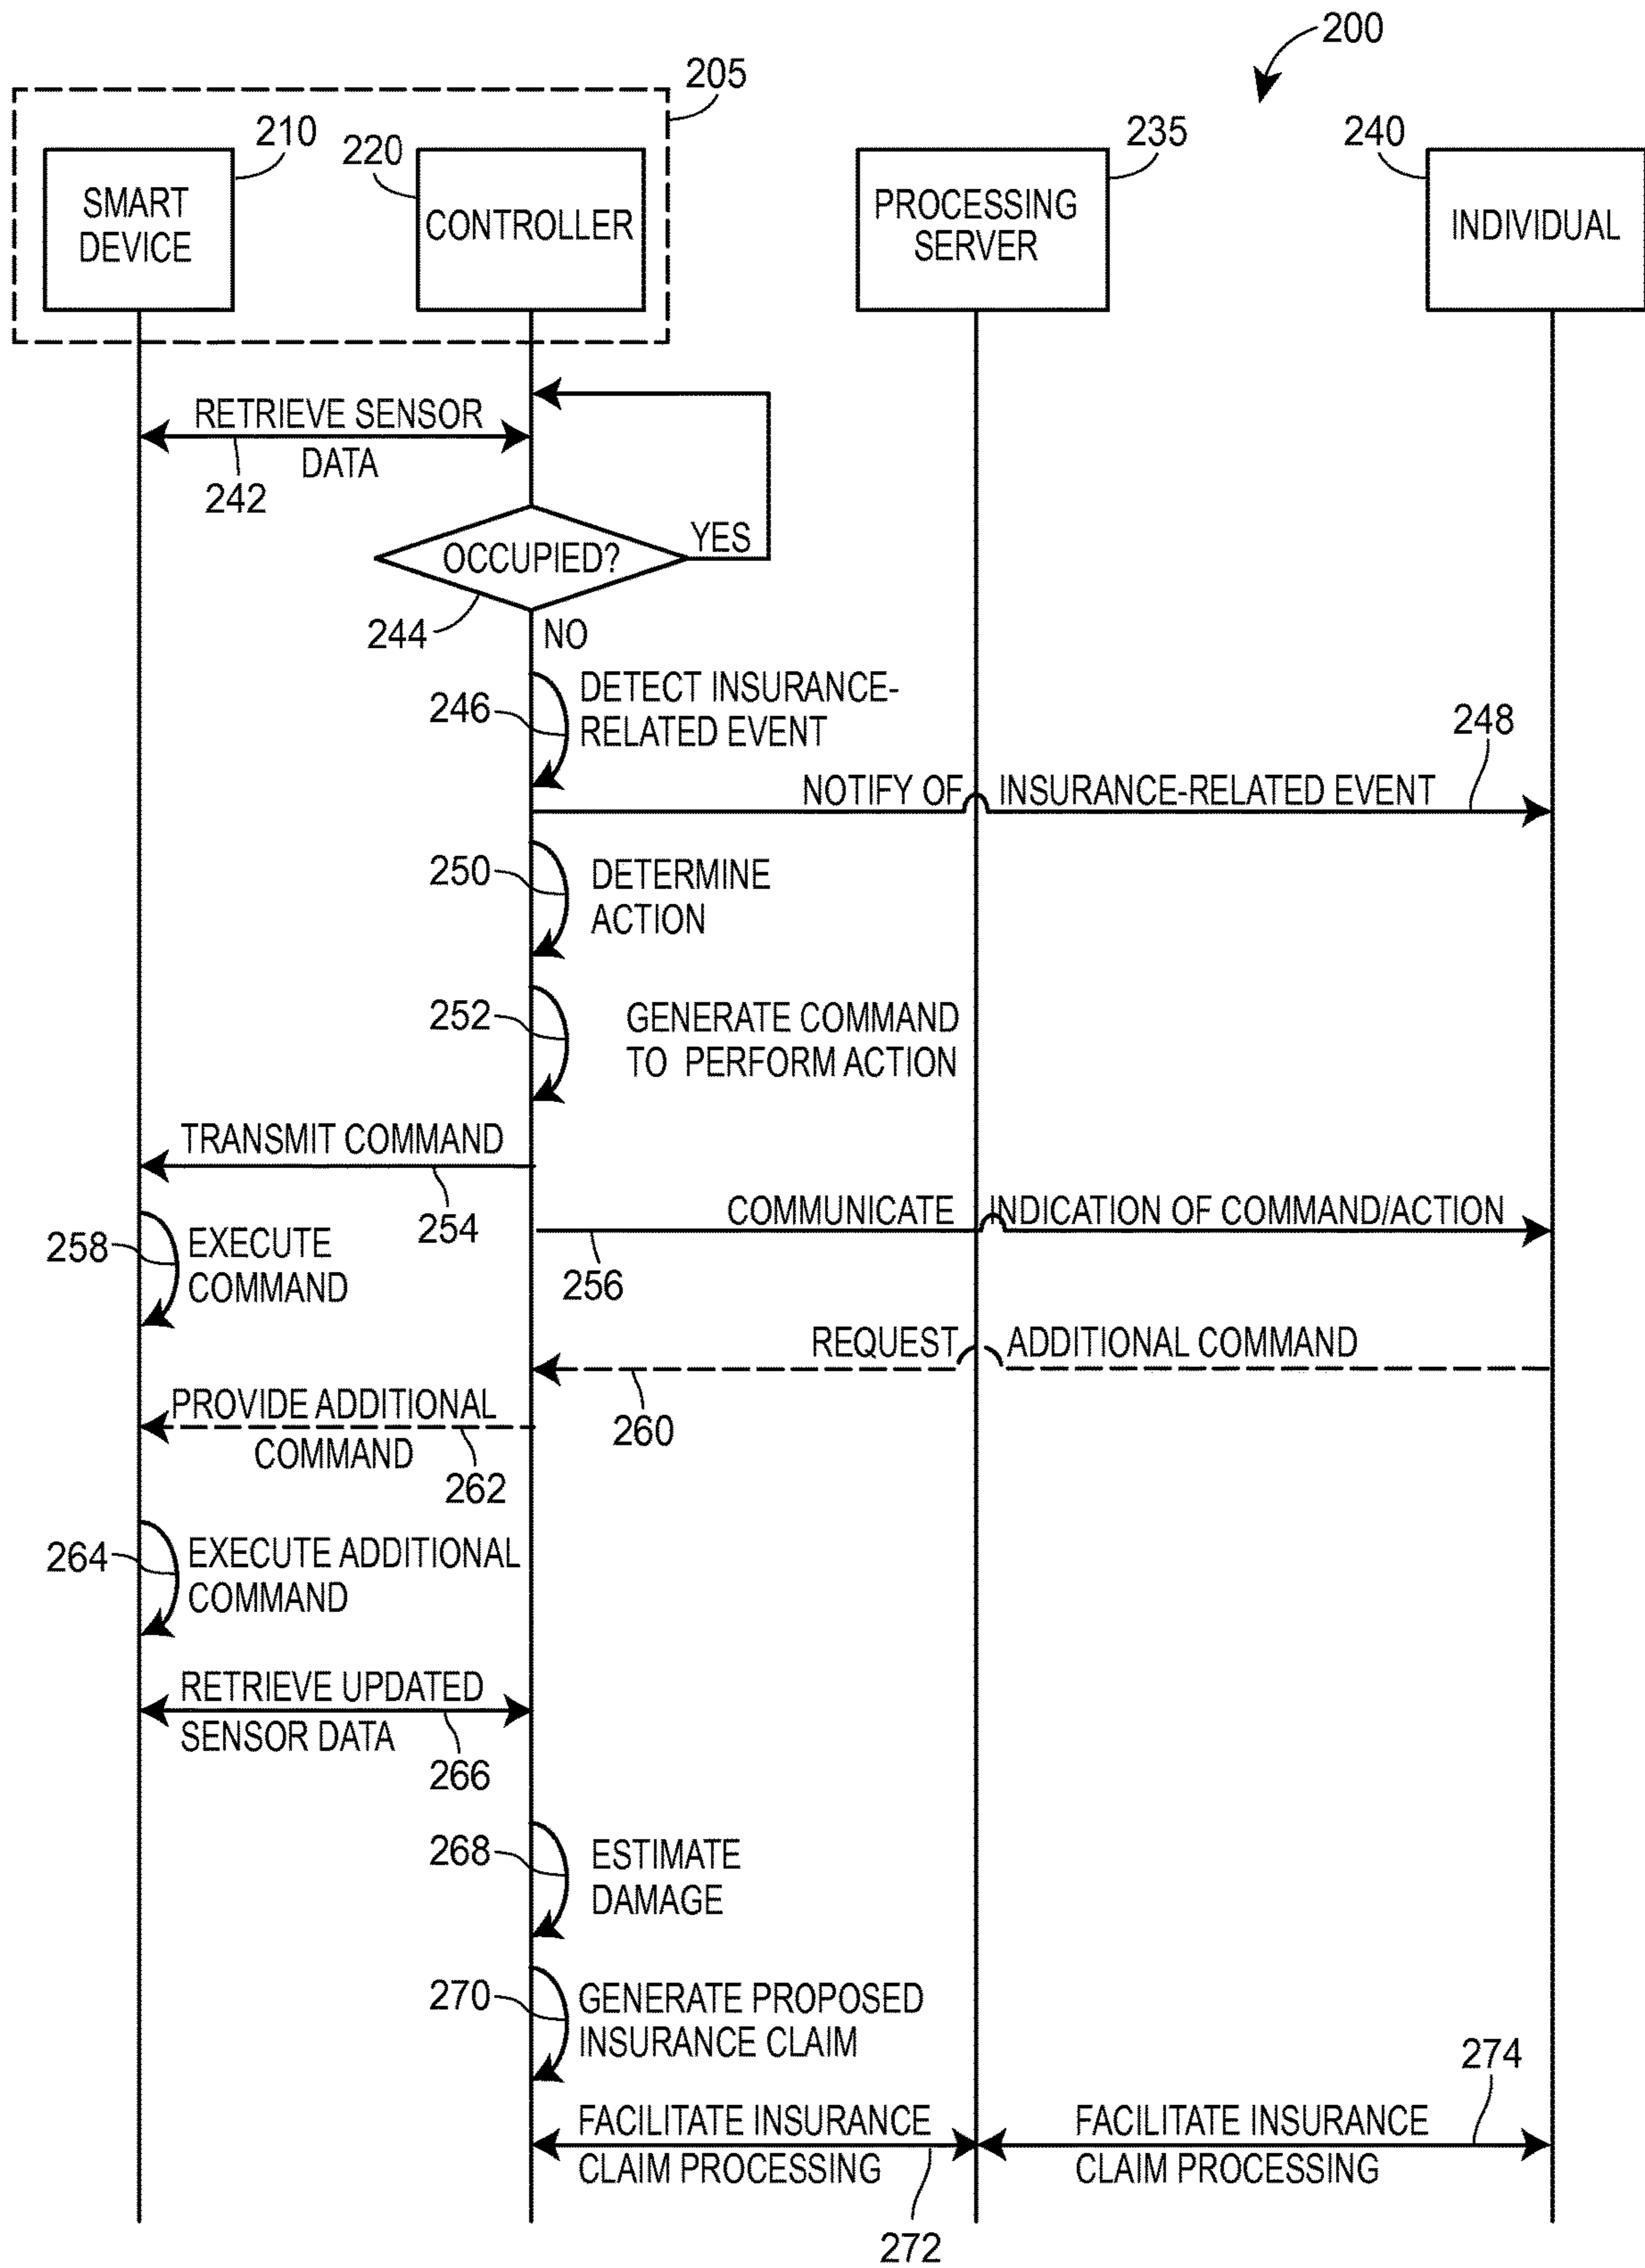 200
205
210
220
235
240
SMART
DEVICE
CONTROLLER
PROCESSING
SERVER
INDIVIDUAL
RETRIEVE SENSOR
DATA
242
OCCUPIED?
YES
244
NO
246
DETECT INSURANCE-
RELATED EVENT
248
NOTIFY OF INSURANCE-RELATED EVENT
250
DETERMINE
ACTION
252
GENERATE COMMAND
TO PERFORM ACTION
TRANSMIT COMMAND
254
COMMUNICATE INDICATION OF COMMAND/ACTION
256
258
EXECUTE
COMMAND
REQUEST ADDITIONAL COMMAND
260
PROVIDE ADDITIONAL
COMMAND
262
264
EXECUTE ADDITIONAL
COMMAND
RETRIEVE UPDATED
SENSOR DATA
266
268
ESTIMATE
DAMAGE
270
GENERATE PROPOSED
INSURANCE CLAIM
274
FACILITATE INSURANCE
CLAIM PROCESSING
272
FACILITATE INSURANCE
CLAIM PROCESSING